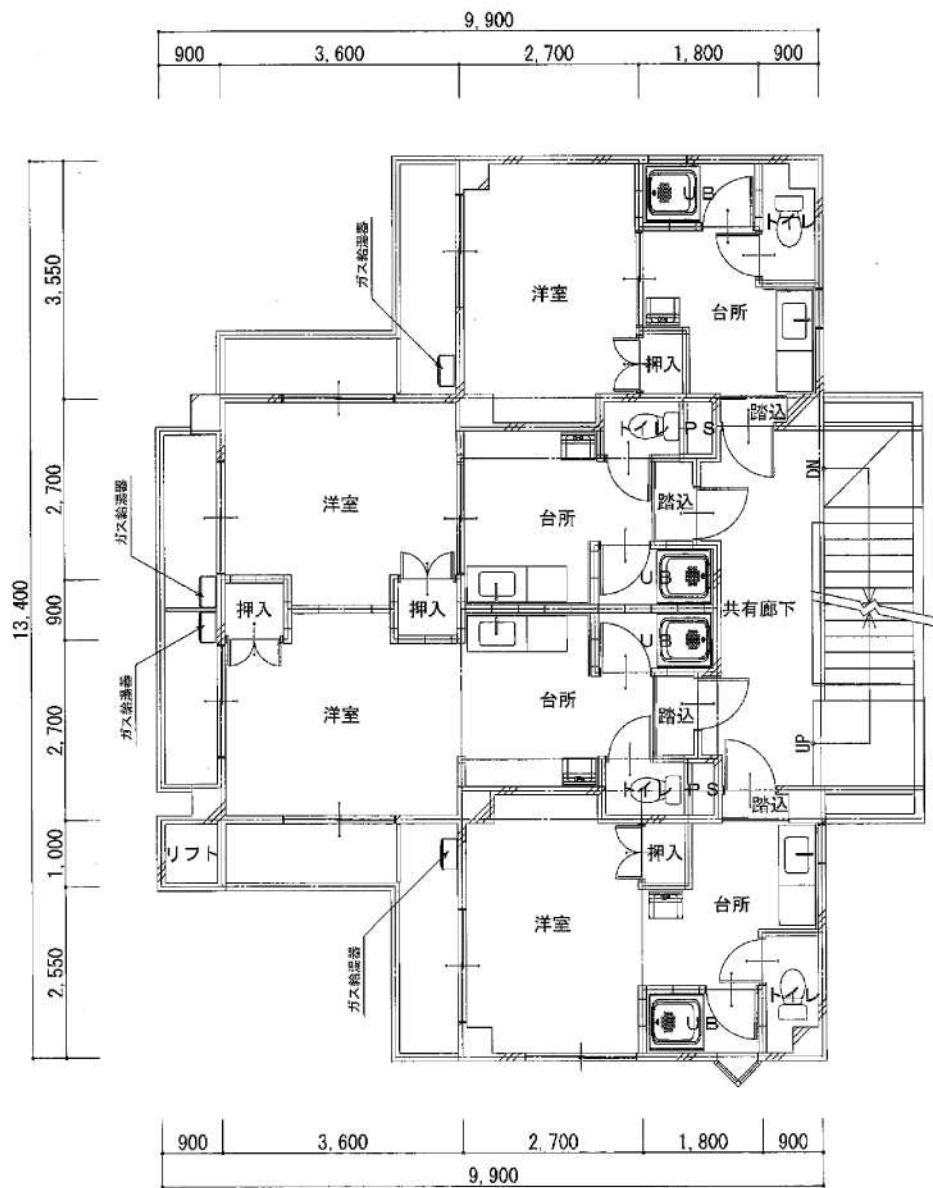 9,900
900 3,600 2,700 1,800 900
13,400
3,550
2,700
900
2,700
1,000
2,550
ガス給湯器
洋室
UB
トイレ
台所
押入
踏込
トイレ
PS
DN
洋室
台所
踏込
ガス給湯器
UB
押入
押入
共有廊下
UB
ガス給湯器
洋室
台所
踏込
UP
トイレ
PS
踏込
リフト
押入
ガス給湯器
洋室
台所
UB
トイレ
900 3,600 2,700 1,800 900
9,900